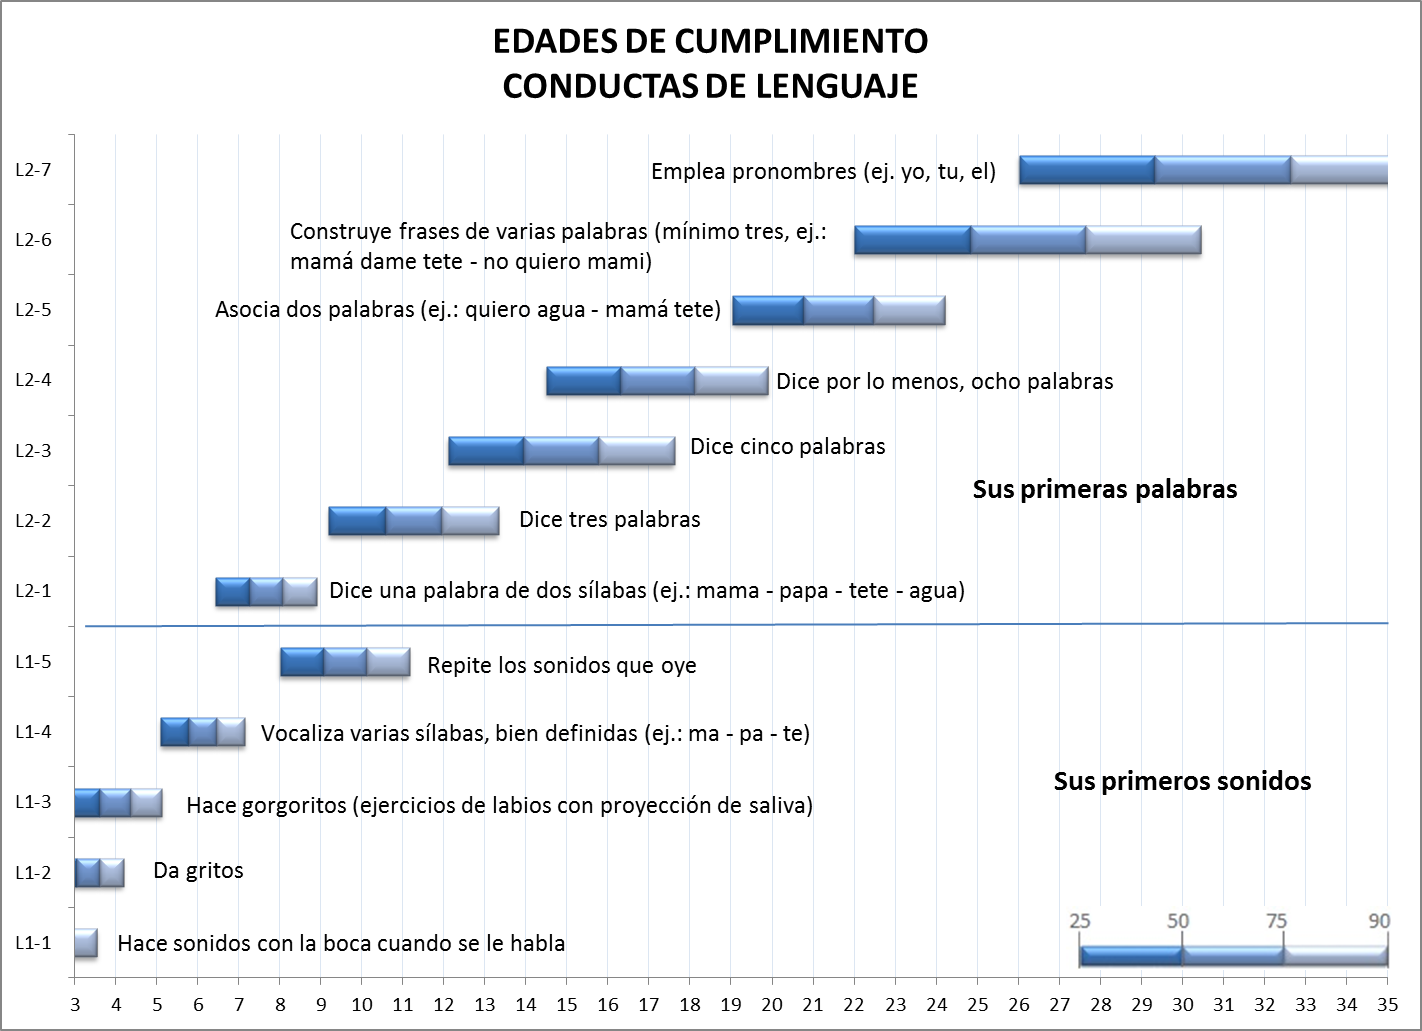 EDADES DE CUMPLIMIENTO
CONDUCTAS DE LENGUAJE
L2-7
Emplea pronombres (ej. yo, tu, el)
L2-6
Construye frases de varias palabras (mínimo tres, ej.:
mamá dame tete - no quiero mami)
L2-5
Asocia dos palabras (ej.: quiero agua - mamá tete)
L2-4
Dice por lo menos, ocho palabras
L2-3
Dice cinco palabras
Sus primeras palabras
L2-2
Dice tres palabras
L2-1
Dice una palabra de dos sílabas (ej.: mama - papa - tete - agua)
L1-5
Repite los sonidos que oye
L1-4
Vocaliza varias sílabas, bien definidas (ej.: ma - pa - te)
Sus primeros sonidos
L1-3
Hace gorgoritos (ejercicios de labios con proyección de saliva)
L1-2
Da gritos
25 50 75 90
L1-1
Hace sonidos con la boca cuando se le habla
3 4 5 6 7 8 9 10 11 12 13 14 15 16 17 18 19 20 21 22 23 24 25 26 27 28 29 30 31 32 33 34 35